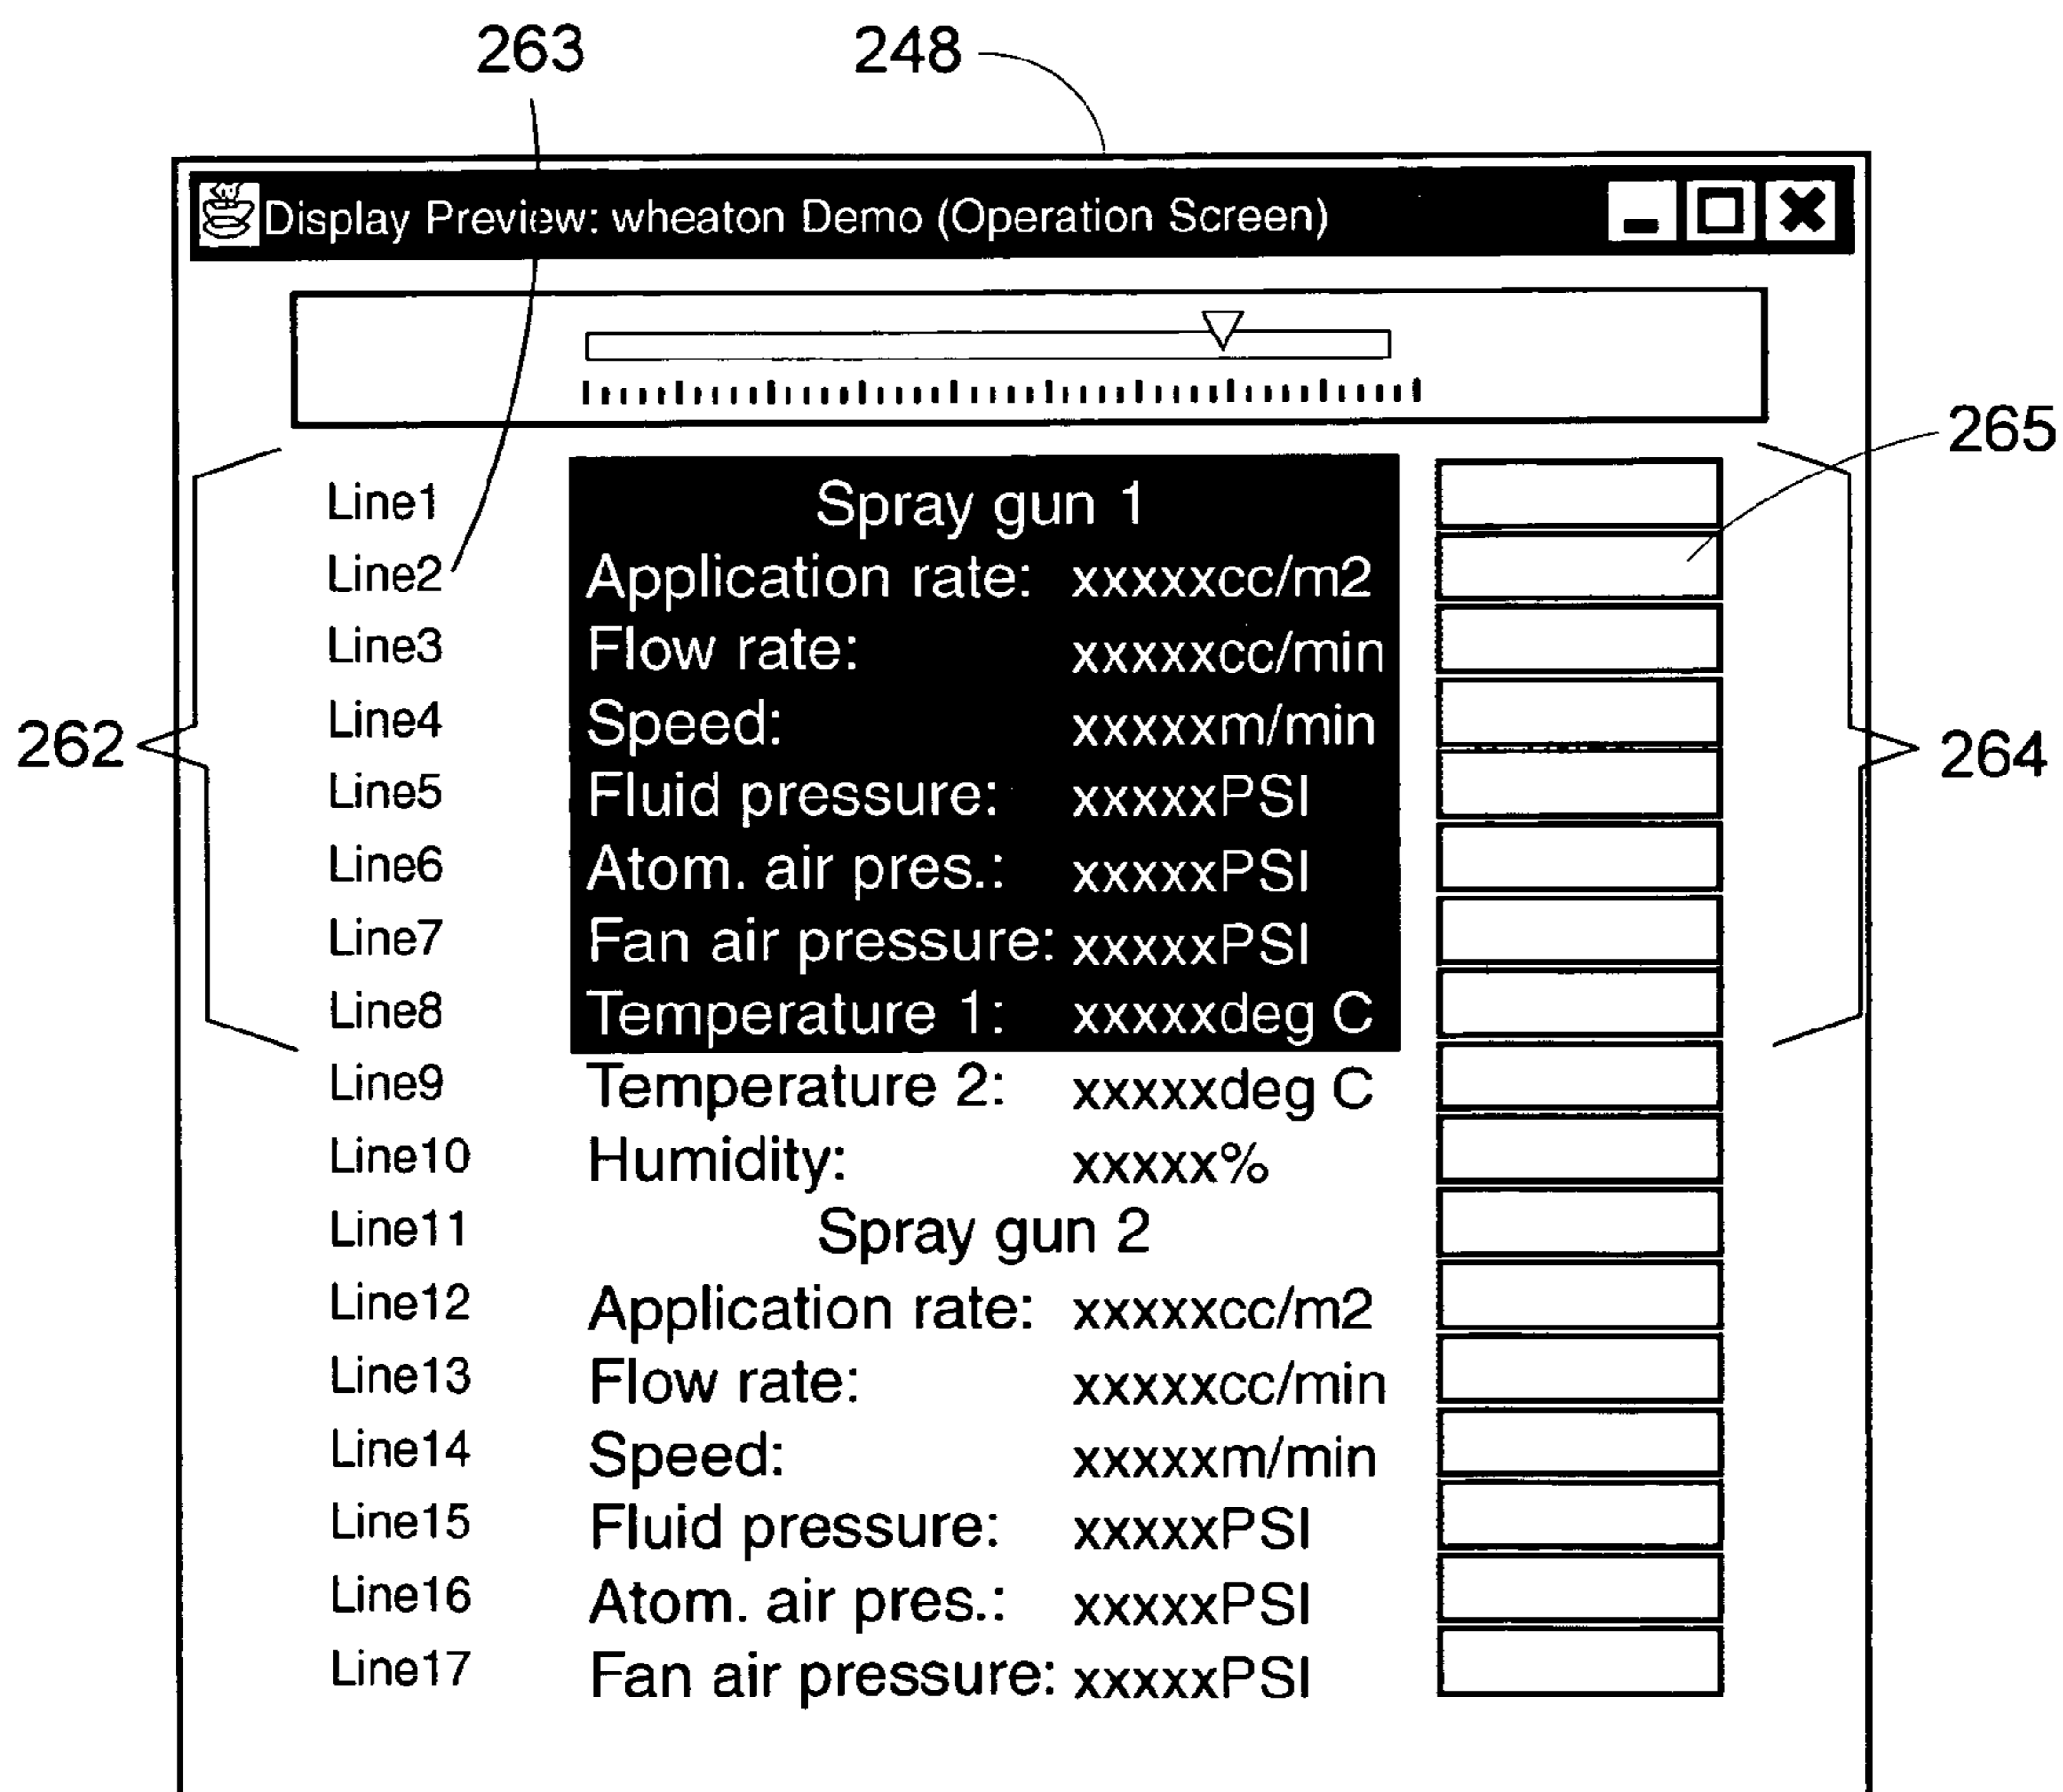 263 248
Display Preview: wheaton Demo (Operation Screen)
265
Line1 Spray gun 1
Line2 Application rate: xxxxxcc/m2
Line3 Flow rate: xxxxxcc/min
Line4 Speed: xxxxxm/min
262 264
Line5 Fluid pressure: xxxxxPSI
Line6 Atom. air pres.: xxxxxPSI
Line7 Fan air pressure: xxxxxPSI
Line8 Temperature 1: xxxxxdeg C
Line9 Temperature 2: xxxxxdeg C
Line10 Humidity: xxxxx%
Line11 Spray gun 2
Line12 Application rate: xxxxxcc/m2
Line13 Flow rate: xxxxxcc/min
Line14 Speed: xxxxxm/min
Line15 Fluid pressure: xxxxxPSI
Line16 Atom. air pres.: xxxxxPSI
Line17 Fan air pressure: xxxxxPSI